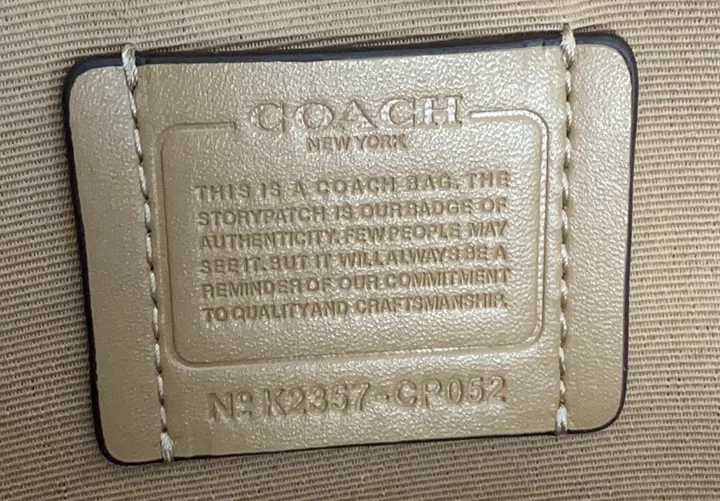 COACH
NEW YORK
THIS IS A COACH BAG. THE
STORYPATCH IS OUR BADGE OF
AUTHENTICITY. FEW PEOPLE MAY
SEE IT. BUT IT WILL ALWAYS BE A
REMINDER OF OUR COMMITMENT
TO QUALITY AND CRAFTSMANSHIP.
Nº K2357-CP052